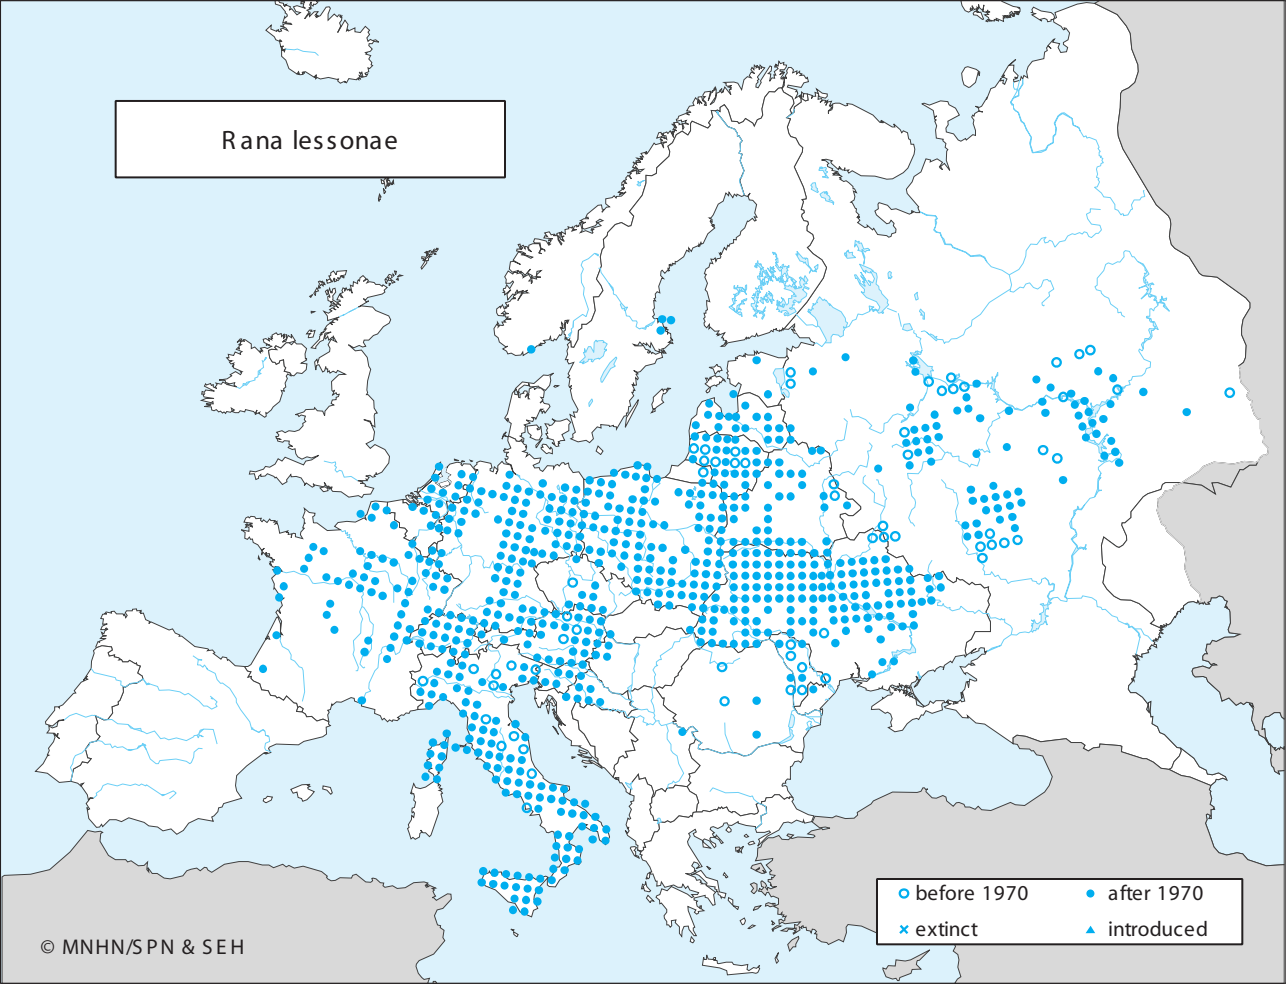 Rana lessonae
before 1970
after 1970
extinct
introduced
© MNHN/SPN & SEH